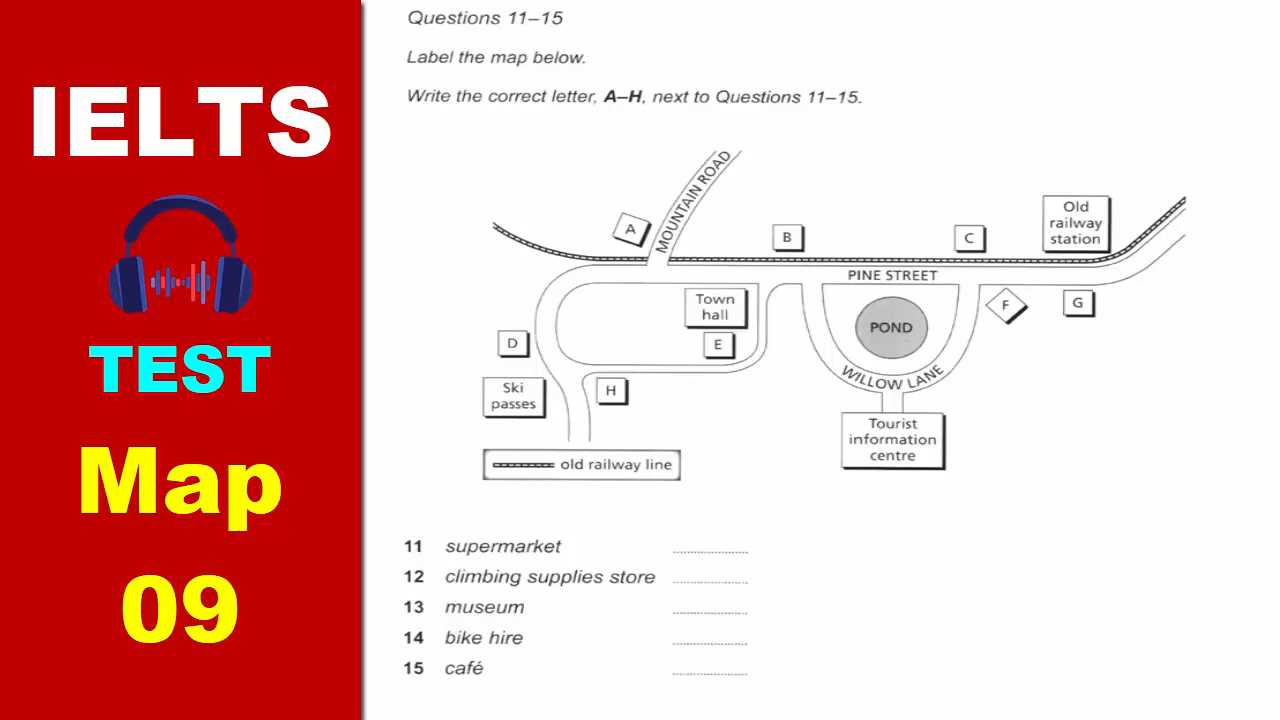 IELTS
TEST
Map
09
Questions 11–15
Label the map below.
Write the correct letter, A–H, next to Questions 11–15.
MOUNTAIN ROAD
A
B
C
Old
railway
station
PINE STREET
Town
hall
POND
F
G
D
E
WILLOW LANE
Ski
passes
H
Tourist
information
centre
old railway line
11 supermarket ....................
12 climbing supplies store ....................
13 museum ....................
14 bike hire ....................
15 café ....................